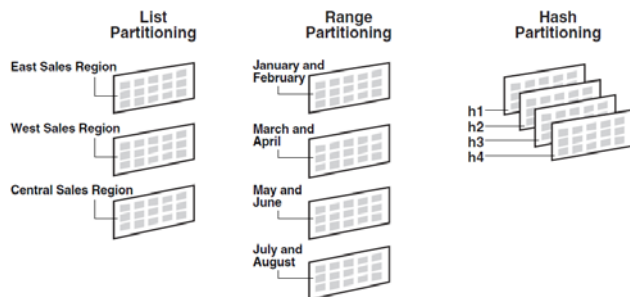 List
Partitioning
East Sales Region
West Sales Region
Central Sales Region
Range
Partitioning
January and
February
March and
April
May and
June
July and
August
Hash
Partitioning
h1
h2
h3
h4